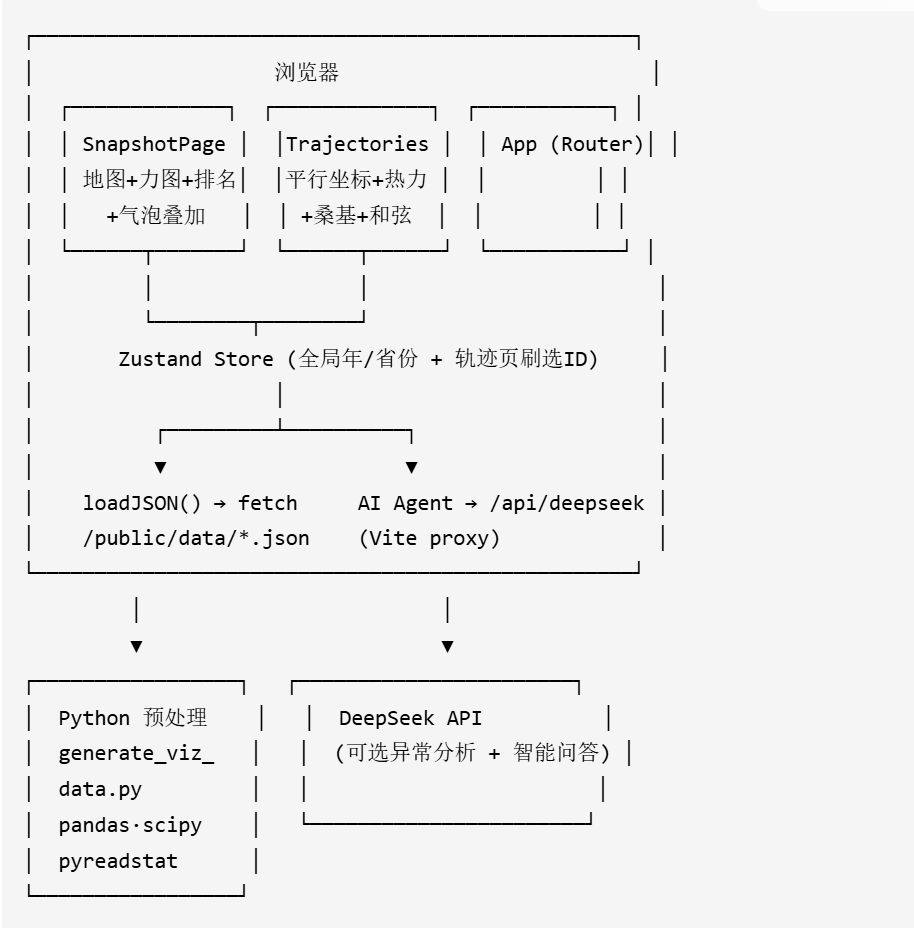 浏览器
SnapshotPage Trajectories App (Router)
地图+力图+排名 平行坐标+热力
+气泡叠加 +桑基+和弦
Zustand Store (全局年/省份 + 轨迹页刷选ID)
loadJSON() → fetch AI Agent → /api/deepseek
/public/data/*.json (Vite proxy)
Python 预处理 DeepSeek API
generate_viz_ (可选异常分析 + 智能问答)
data.py
pandas·scipy
pyreadstat